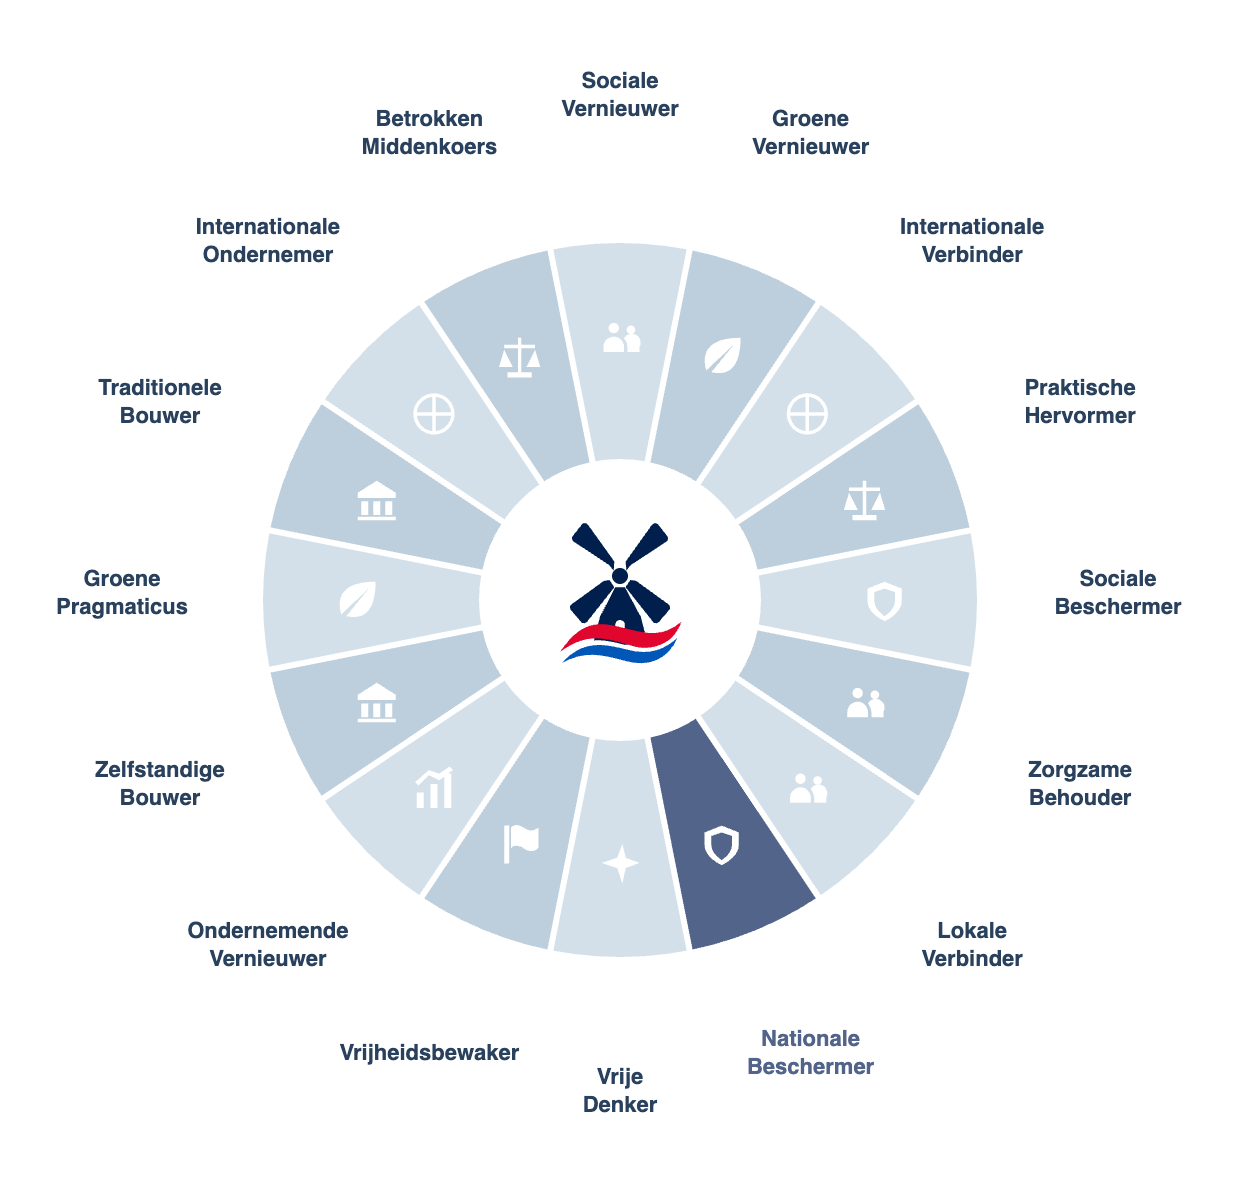 Sociale
Vernieuwer
Groene
Vernieuwer
Internationale
Verbinder
Praktische
Hervormer
Sociale
Beschermer
Zorgzame
Behouder
Lokale
Verbinder
Nationale
Beschermer
Vrije
Denker
Vrijheidsbewaker
Ondernemende
Vernieuwer
Zelfstandige
Bouwer
Groene
Pragmaticus
Traditionele
Bouwer
Internationale
Ondernemer
Betrokken
Middenkoers